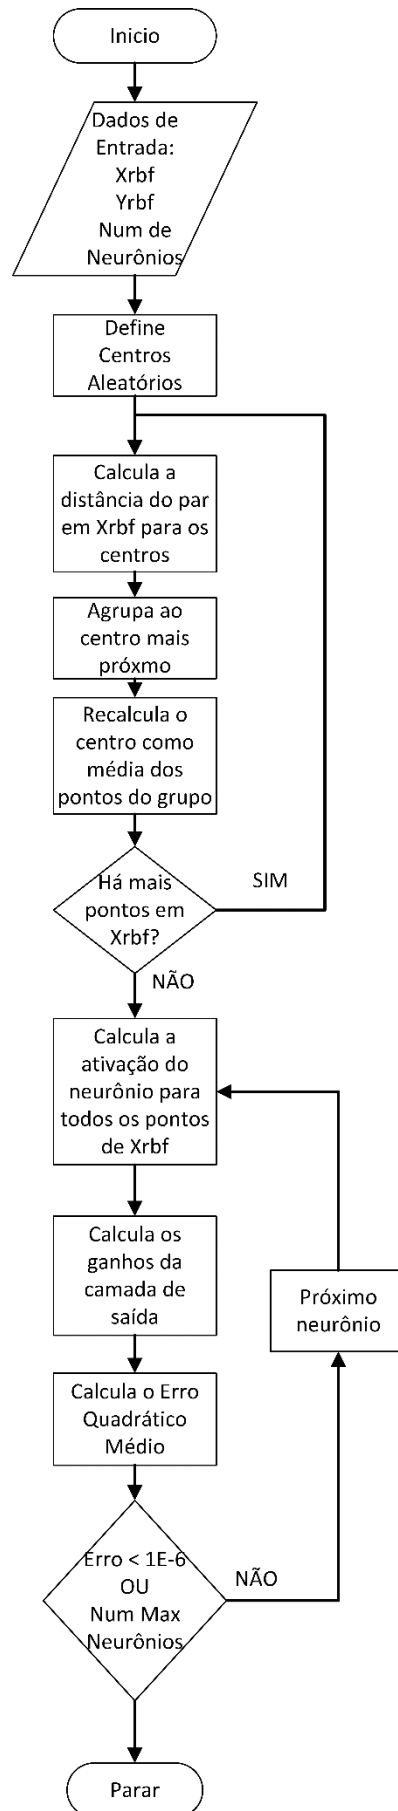 Inicio
Dados de
Entrada:
Xrbf
Yrbf
Num de
Neurônios
Define
Centros
Aleatórios
Calcula a
distância do par
em Xrbf para os
centros
Agrupa ao
centro mais
próxmo
Recalcula o
centro como
média dos
pontos do grupo
Há mais
pontos em
Xrbf?
SIM
NÃO
Calcula a
ativação do
neurônio para
todos os pontos
de Xrbf
Calcula os
ganhos da
camada de
saída
Próximo
neurônio
Calcula o Erro
Quadrático
Médio
Erro < 1E-6
OU
Num Max
Neurônios
NÃO
Parar